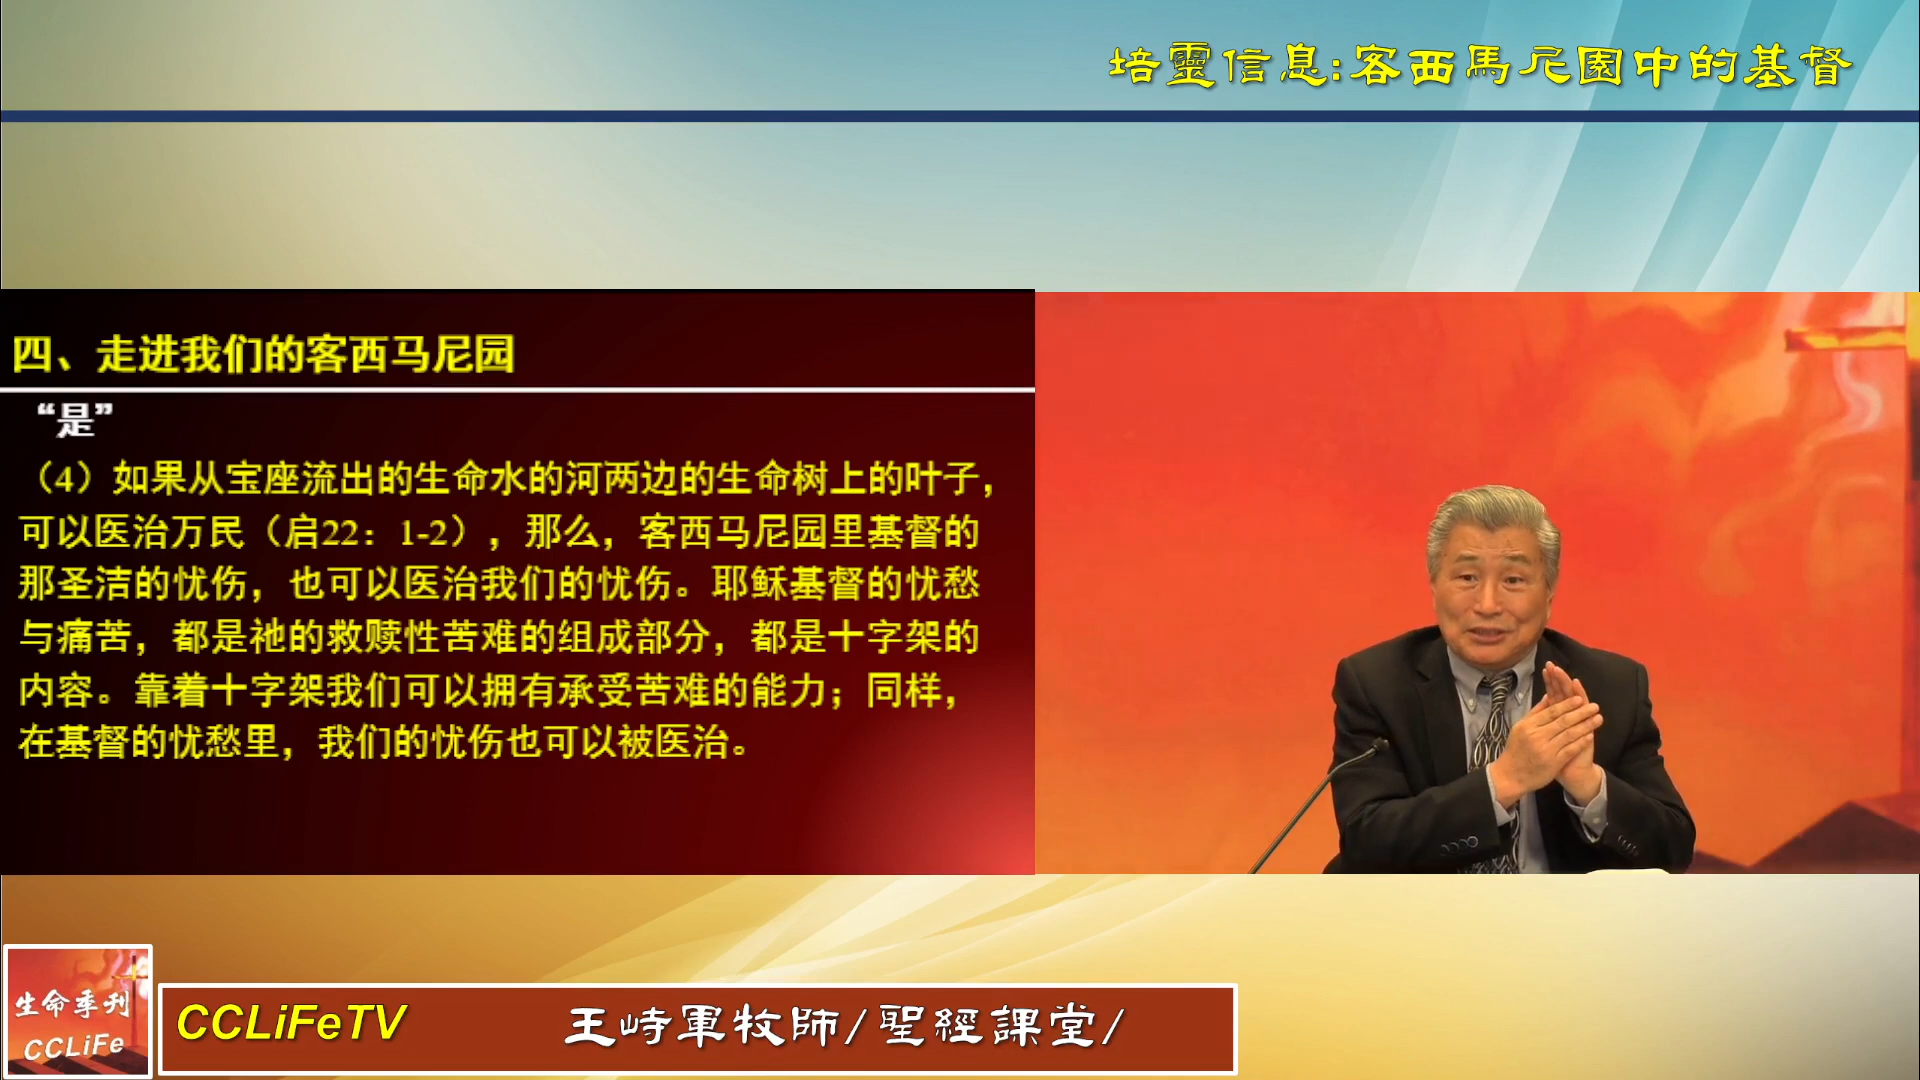 培靈信息:客西馬尼園中的基督
四、走进我们的客西马尼园
“是”
（4）如果从宝座流出的生命水的河两边的生命树上的叶子，
可以医治万民（启22：1-2），那么，客西马尼园里基督的
那圣洁的忧伤，也可以医治我们的忧伤。耶稣基督的忧愁
与痛苦，都是祂的救赎性苦难的组成部分，都是十字架的
内容。靠着十字架我们可以拥有承受苦难的能力；同样，
在基督的忧愁里，我们的忧伤也可以被医治。
生命季刊
CCLiFe
CCLiFeTV
王峙軍牧師/聖經課堂/